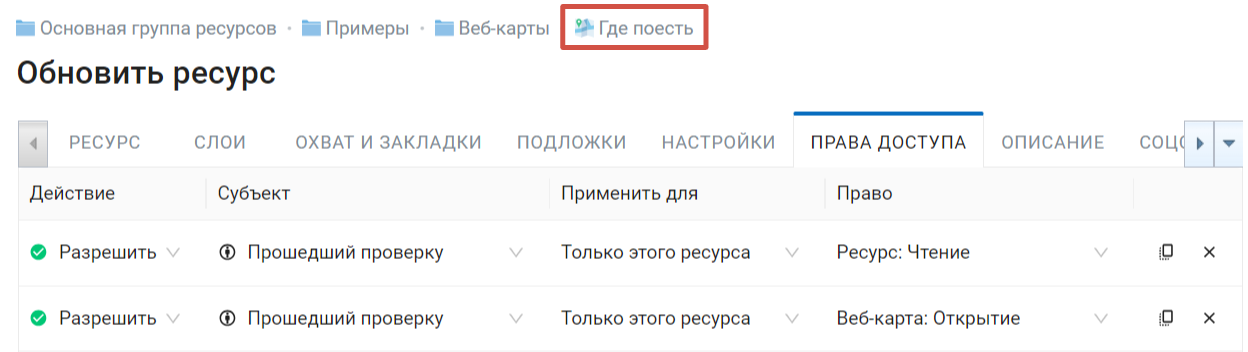 Основная группа ресурсов · Примеры · Веб-карты Где поесть
Обновить ресурс
РЕСУРС СЛОИ ОХВАТ И ЗАКЛАДКИ ПОДЛОЖКИ НАСТРОЙКИ ПРАВА ДОСТУПА ОПИСАНИЕ
Действие Субъект Применить для Право
Разрешить Прошедший проверку Только этого ресурса Ресурс: Чтение
Разрешить Прошедший проверку Только этого ресурса Веб-карта: Открытие